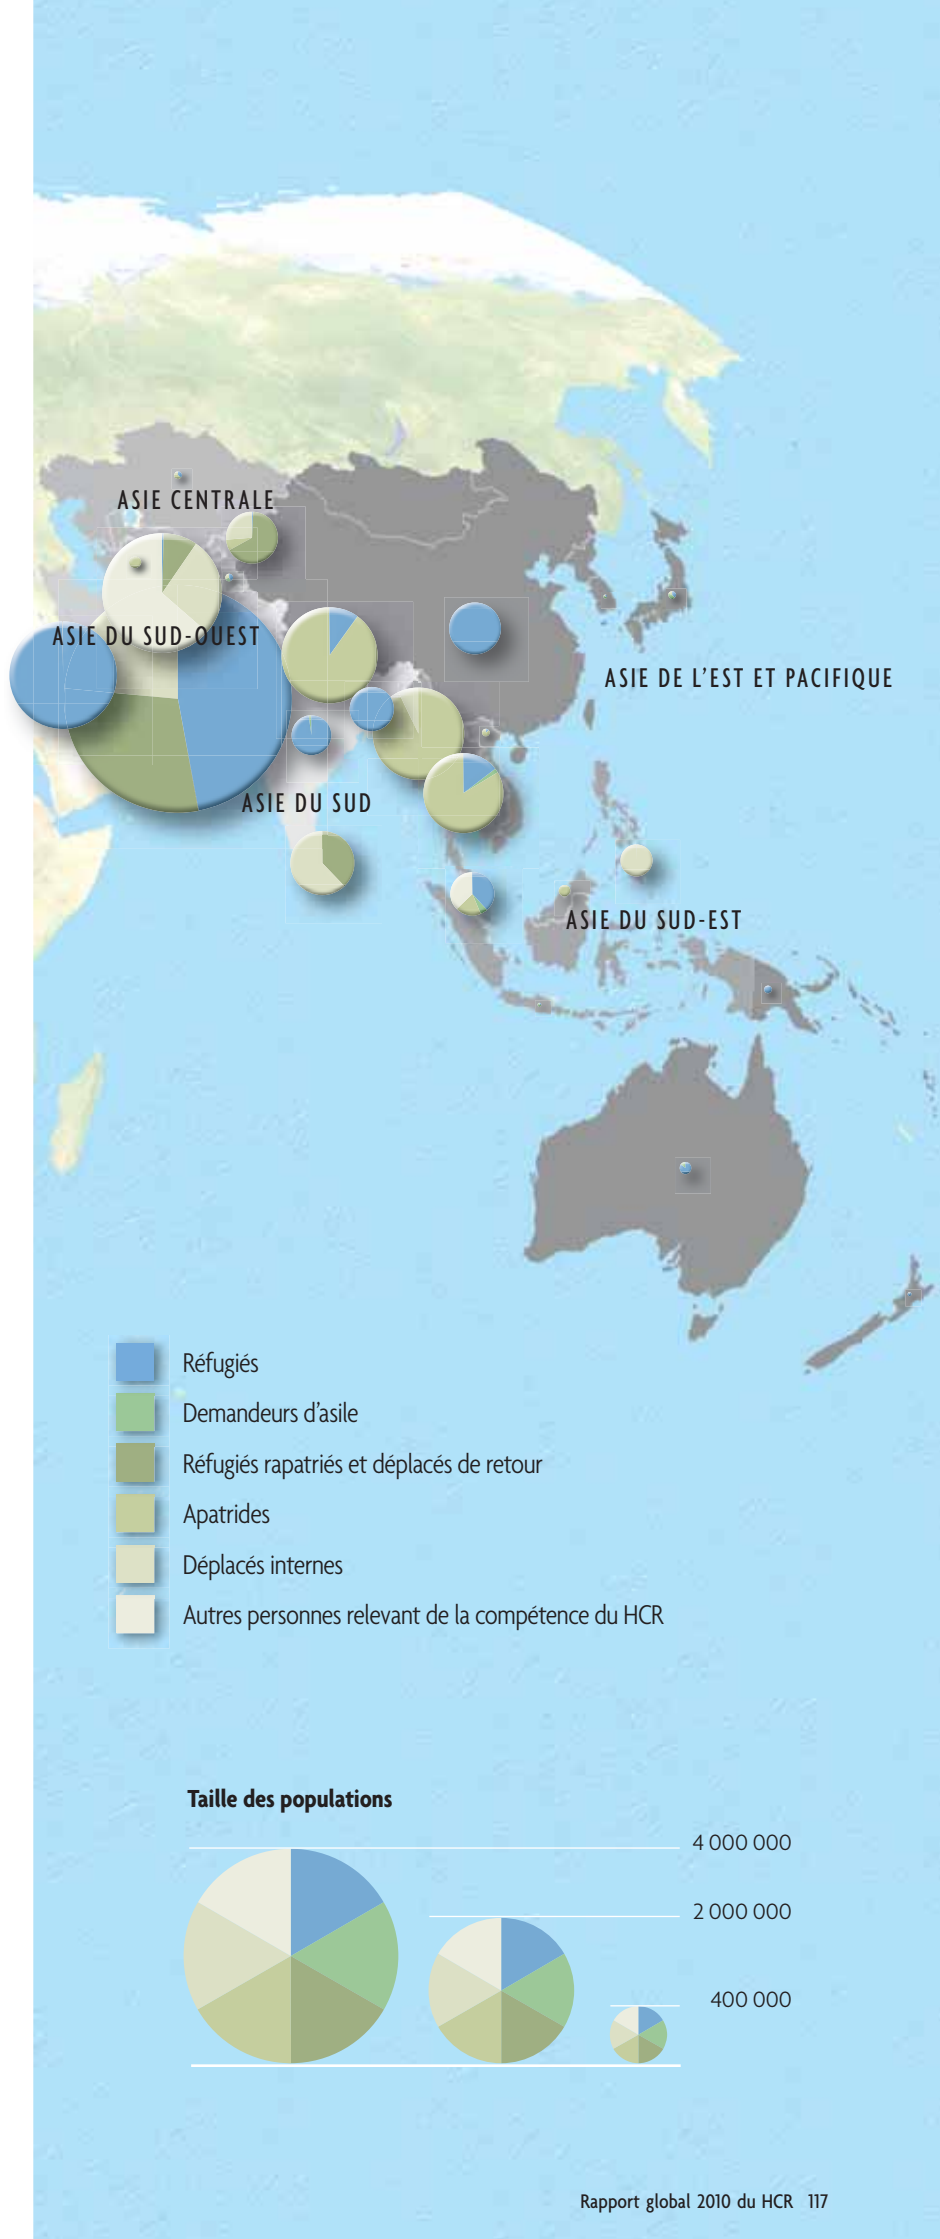 ASIE CENTRALE
ASIE DU SUD-OUEST
ASIE DE L'EST ET PACIFIQUE
ASIE DU SUD
ASIE DU SUD-EST
Réfugiés
Demandeurs d'asile
Réfugiés rapatriés et déplacés de retour
Apatrides
Déplacés internes
Autres personnes relevant de la compétence du HCR
Taille des populations
4 000 000
2 000 000
400 000
Rapport global 2010 du HCR 117